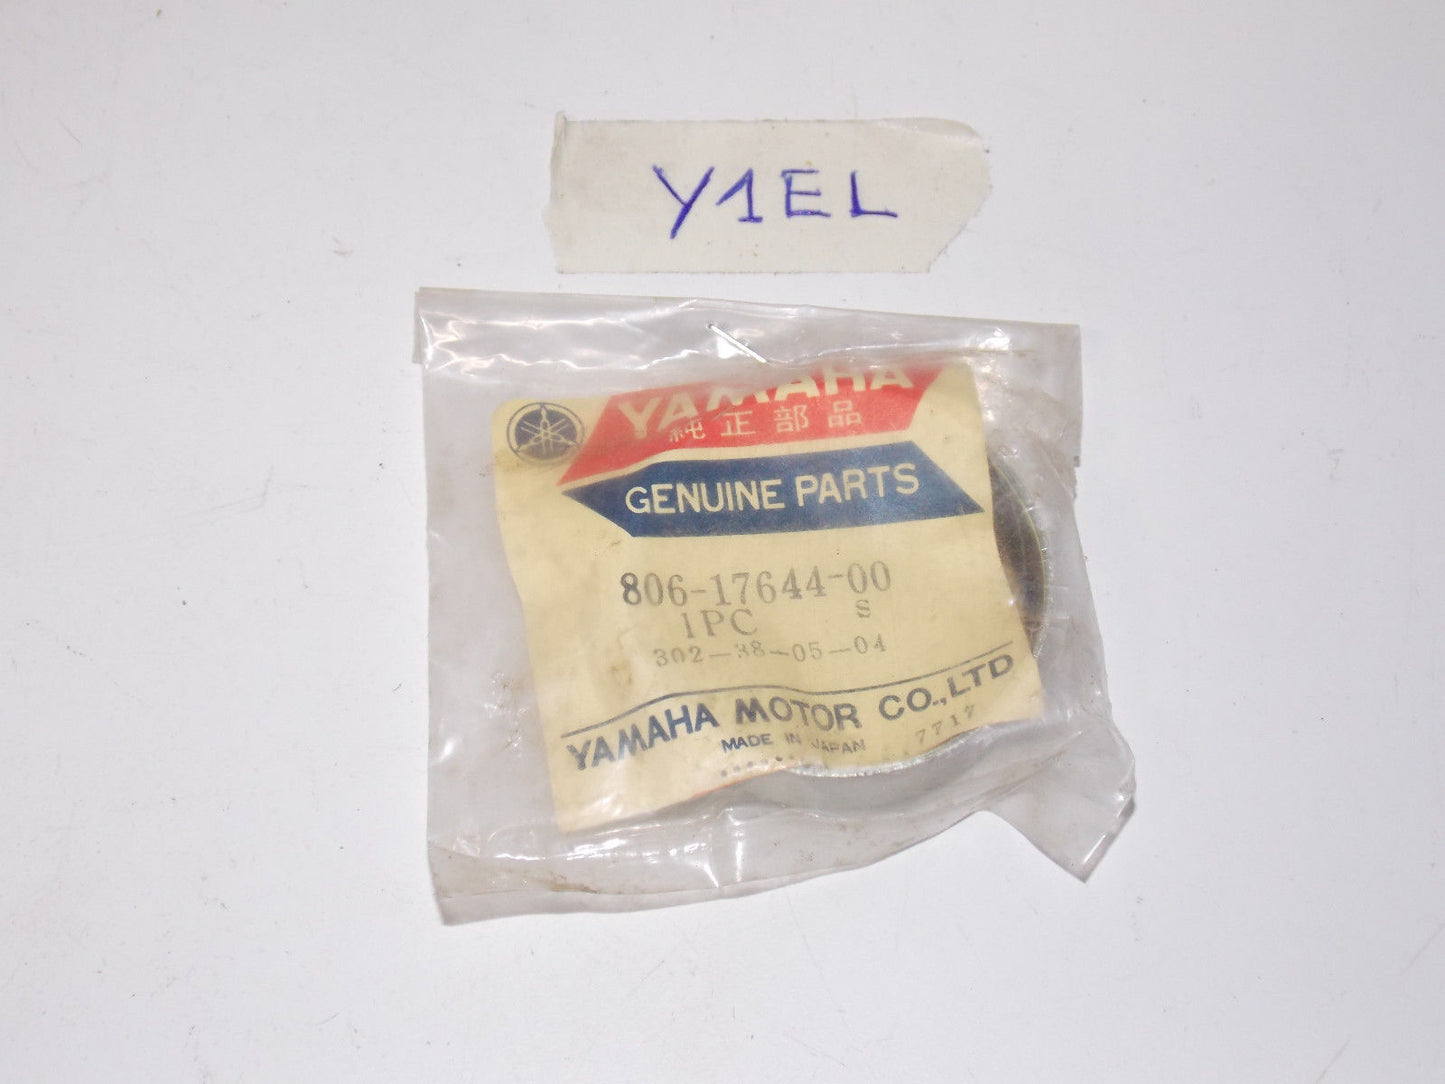 Y1EL
YAMAHA
純正部品
GENUINE PARTS
806-17644-00
1PC S
302-38-05-04
YAMAHA MOTOR CO.,LTD
MADE IN JAPAN 7717